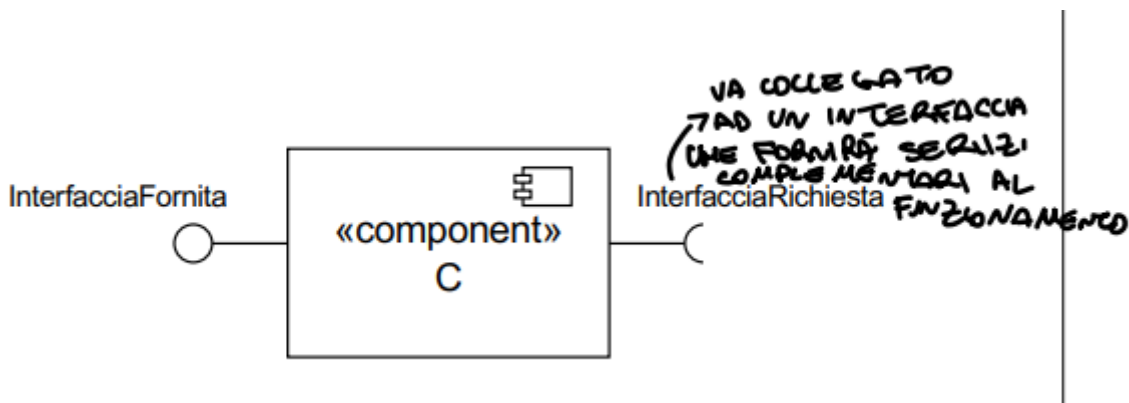 VA COLLEGATO
AD UN INTERFACCIA
CHE FORNIRÀ SERVIZI
COMPLEMENTARI AL
FUNZIONAMENTO
InterfacciaFornita
InterfacciaRichiesta
«component»
C